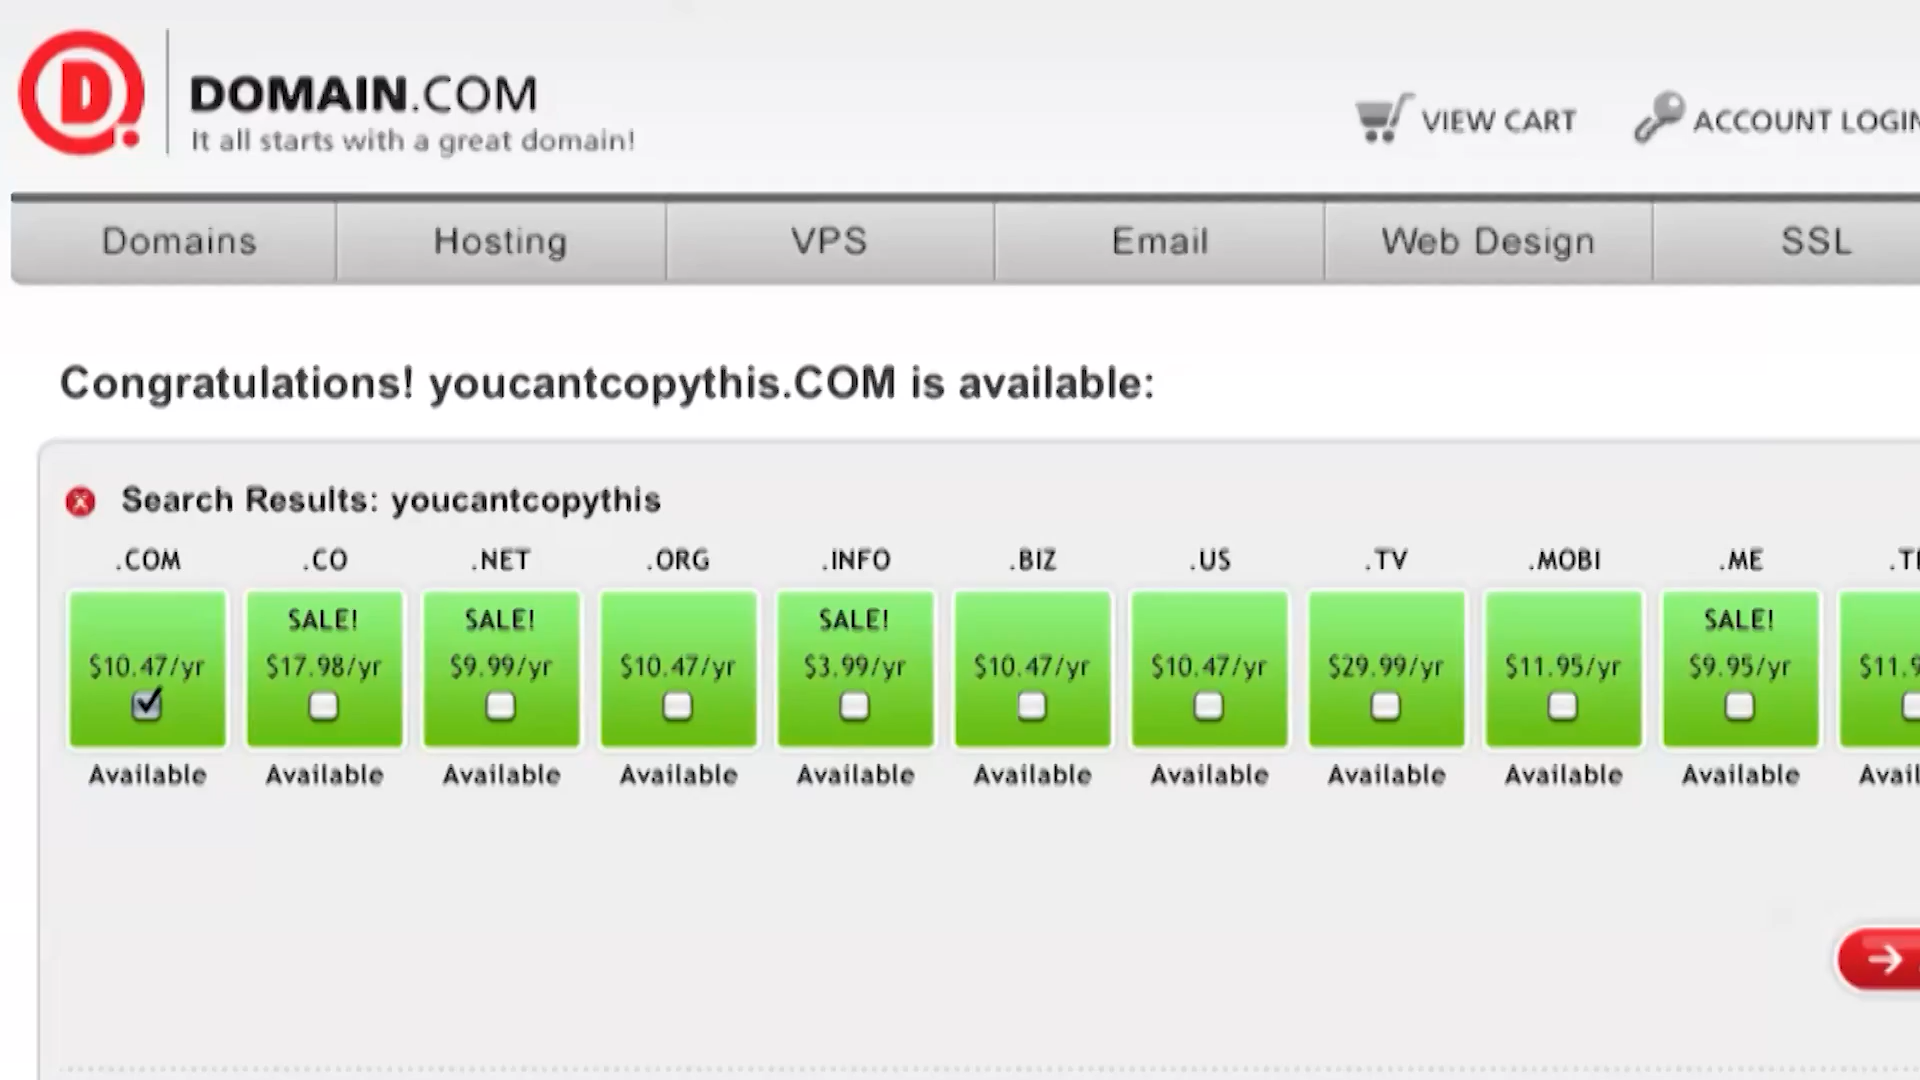 D
DOMAIN.COM
It all starts with a great domain!
VIEW CART
ACCOUNT LOGIN
Domains
Hosting
VPS
Email
Web Design
SSL
Congratulations! youcantcopythis.COM is available:
Search Results: youcantcopythis
.COM .CO .NET .ORG .INFO .BIZ .US .TV .MOBI .ME
SALE! SALE! SALE! SALE!
$10.47/yr $17.98/yr $9.99/yr $10.47/yr $3.99/yr $10.47/yr $10.47/yr $29.99/yr $11.95/yr $9.95/yr $11.9
Available Available Available Available Available Available Available Available Available Available Avail